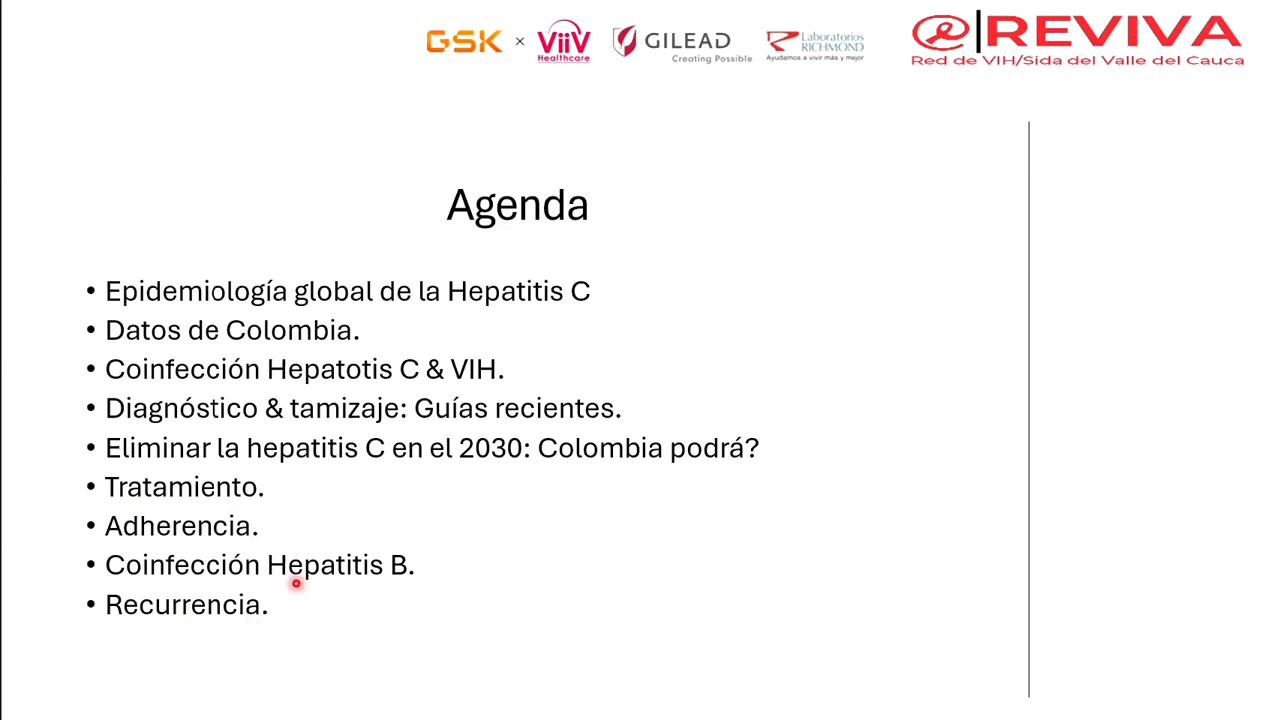 GSK × ViiV Healthcare GILEAD Creating Possible Laboratorios RICHMOND Ayudamos a vivir más y mejor
REVIVA
Red de VIH/Sida del Valle del Cauca
Agenda
• Epidemiología global de la Hepatitis C
• Datos de Colombia.
• Coinfección Hepatotis C & VIH.
• Diagnóstico & tamizaje: Guías recientes.
• Eliminar la hepatitis C en el 2030: Colombia podrá?
• Tratamiento.
• Adherencia.
• Coinfección Hepatitis B.
• Recurrencia.